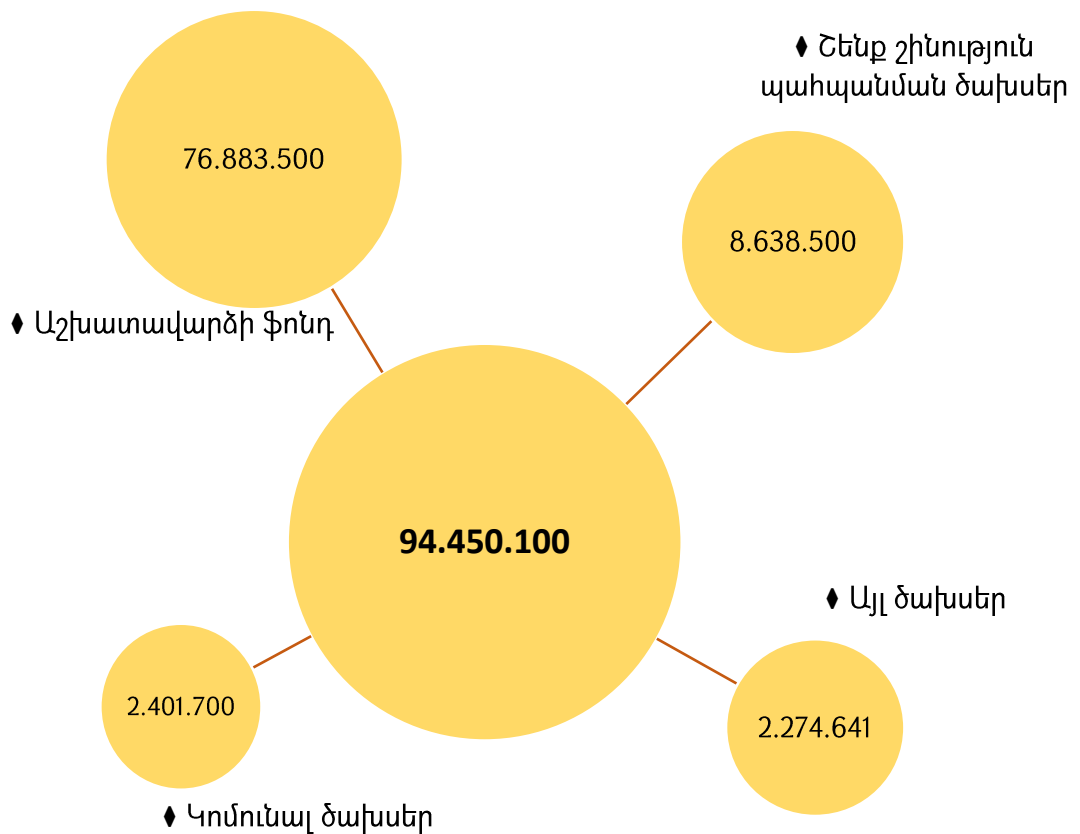 ♦ Շենք շինություն
պահպանման ծախսեր
76.883.500
8.638.500
♦ Աշխատավարձի ֆոնդ
94.450.100
♦ Այլ ծախսեր
2.401.700
2.274.641
♦ Կոմունալ ծախսեր